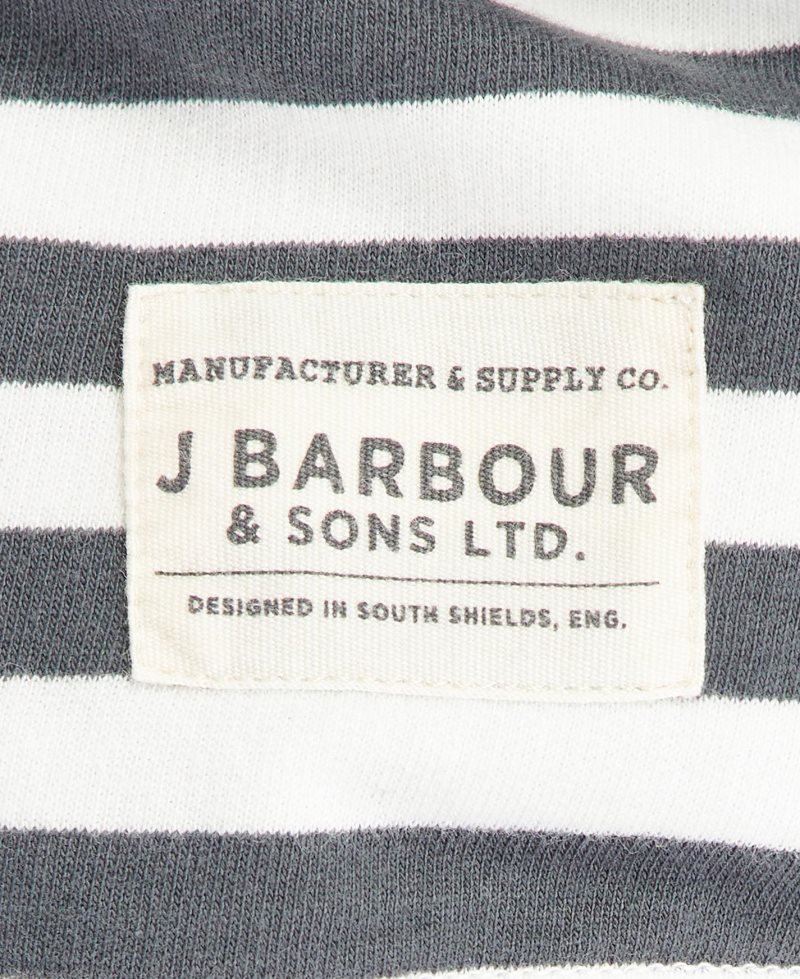 MANUFACTURER & SUPPLY CO.
J BARBOUR
& SONS LTD.
DESIGNED IN SOUTH SHIELDS, ENG.